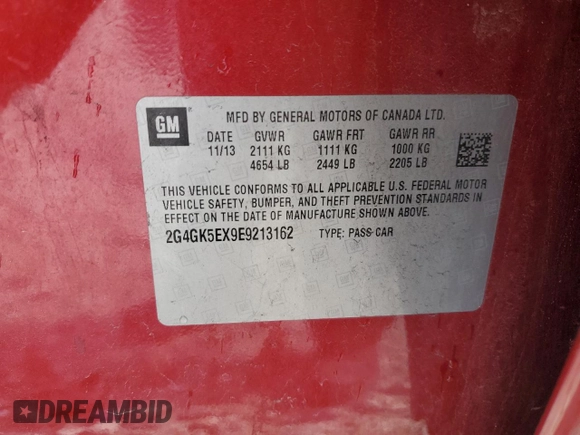 GM
MFD BY GENERAL MOTORS OF CANADA LTD.
DATE GVWR GAWR FRT GAWR RR
11/13 2111 KG 1111 KG 1000 KG
4654 LB 2449 LB 2205 LB
THIS VEHICLE CONFORMS TO ALL APPLICABLE U.S. FEDERAL MOTOR
VEHICLE SAFETY, BUMPER, AND THEFT PREVENTION STANDARDS IN
EFFECT ON THE DATE OF MANUFACTURE SHOWN ABOVE.
2G4GK5EX9E9213162 TYPE: PASS CAR
DREAMBID